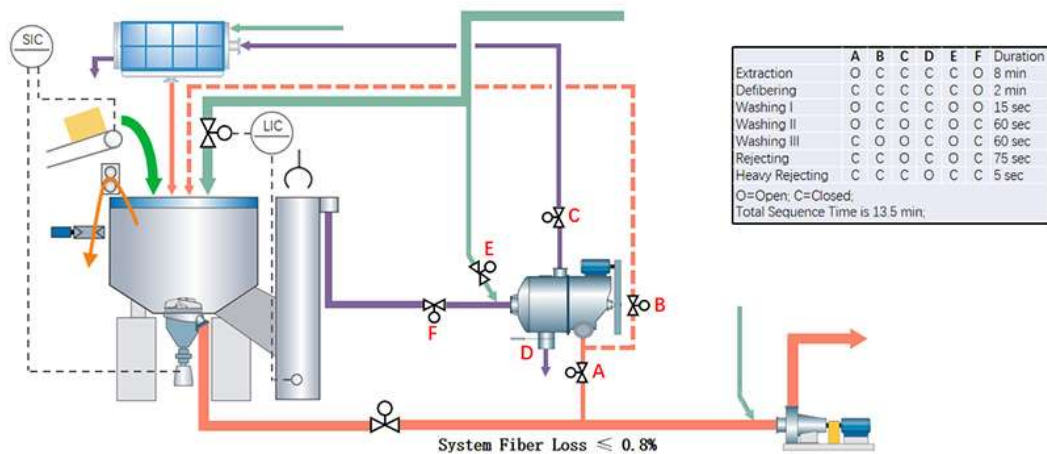 SIC
LIC
A B C D E F Duration
Extraction O C C C C O 8 min
Defibering C C C C C O 2 min
Washing I O C C C O O 15 sec
Washing II O C O C O C 60 sec
Washing III C O O C O C 60 sec
Rejecting C C O C O C 75 sec
Heavy Rejecting C C C O C C 5 sec
O=Open; C=Closed;
Total Sequence Time is 13.5 min;
C
E
B
F
D
A
System Fiber Loss ≤ 0.8%